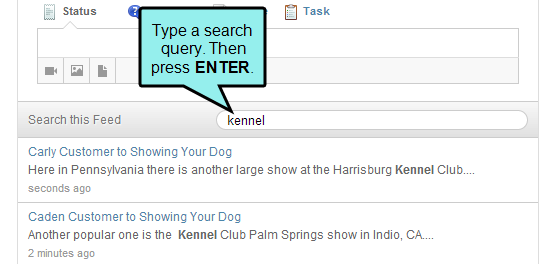 Status Task
Type a search
query. Then
press ENTER.
Search this Feed kennel
Carly Customer to Showing Your Dog
Here in Pennsylvania there is another large show at the Harrisburg Kennel Club....
seconds ago
Caden Customer to Showing Your Dog
Another popular one is the Kennel Club Palm Springs show in Indio, CA....
2 minutes ago